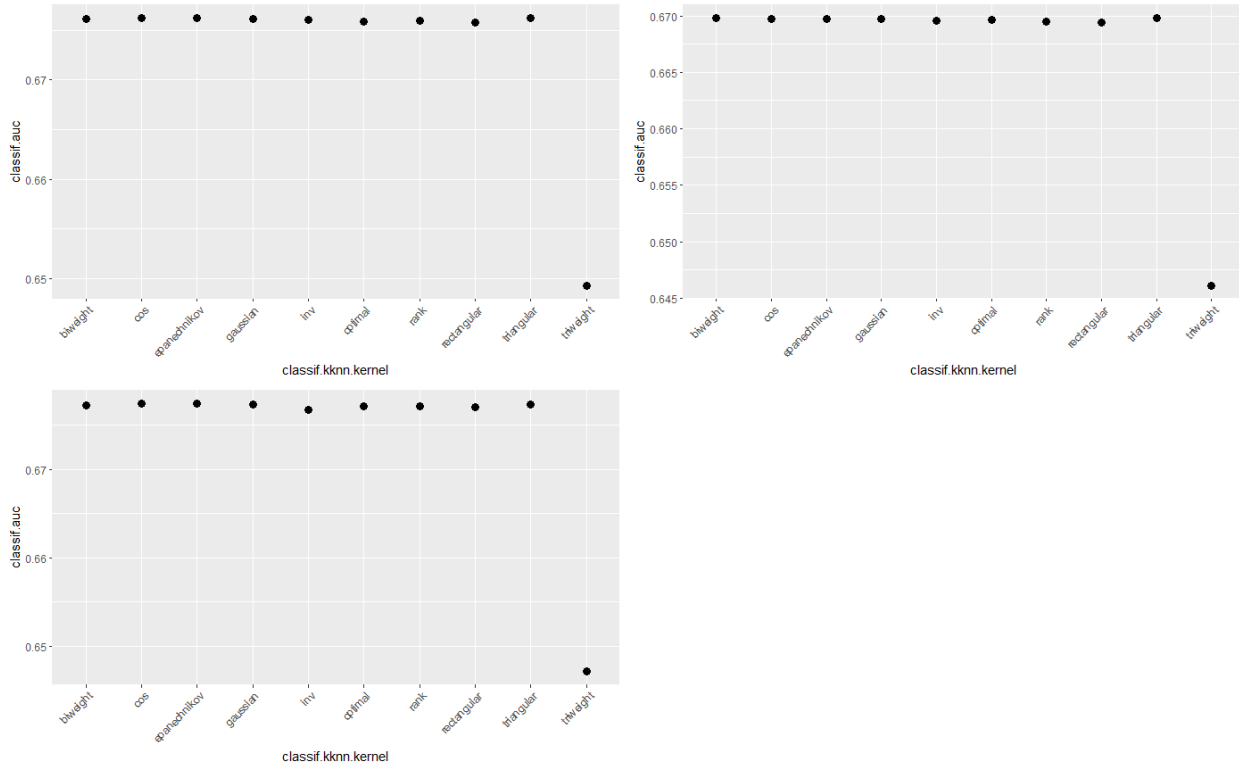 0.67
0.66
0.65
classif.auc
biweight
cos
epanechnikov
gaussian
inv
optimal
rank
rectangular
triangular
triweight
classif.kknn.kernel
0.670
0.665
0.660
0.655
0.650
0.645
classif.auc
biweight
cos
epanechnikov
gaussian
inv
optimal
rank
rectangular
triangular
triweight
classif.kknn.kernel
0.67
0.66
0.65
classif.auc
biweight
cos
epanechnikov
gaussian
inv
optimal
rank
rectangular
triangular
triweight
classif.kknn.kernel